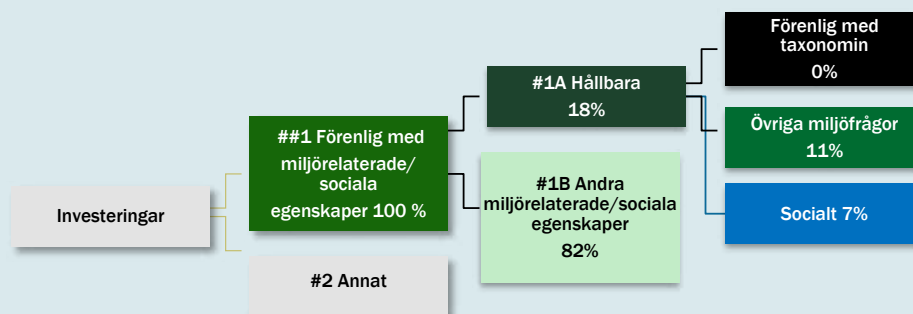 Investeringar
##1 Förenlig med
miljörelaterade/
sociala
egenskaper 100 %
#2 Annat
#1A Hållbara
18%
#1B Andra
miljörelaterade/sociala
egenskaper
82%
Förenlig med
taxonomin
0%
Övriga miljöfrågor
11%
Socialt 7%